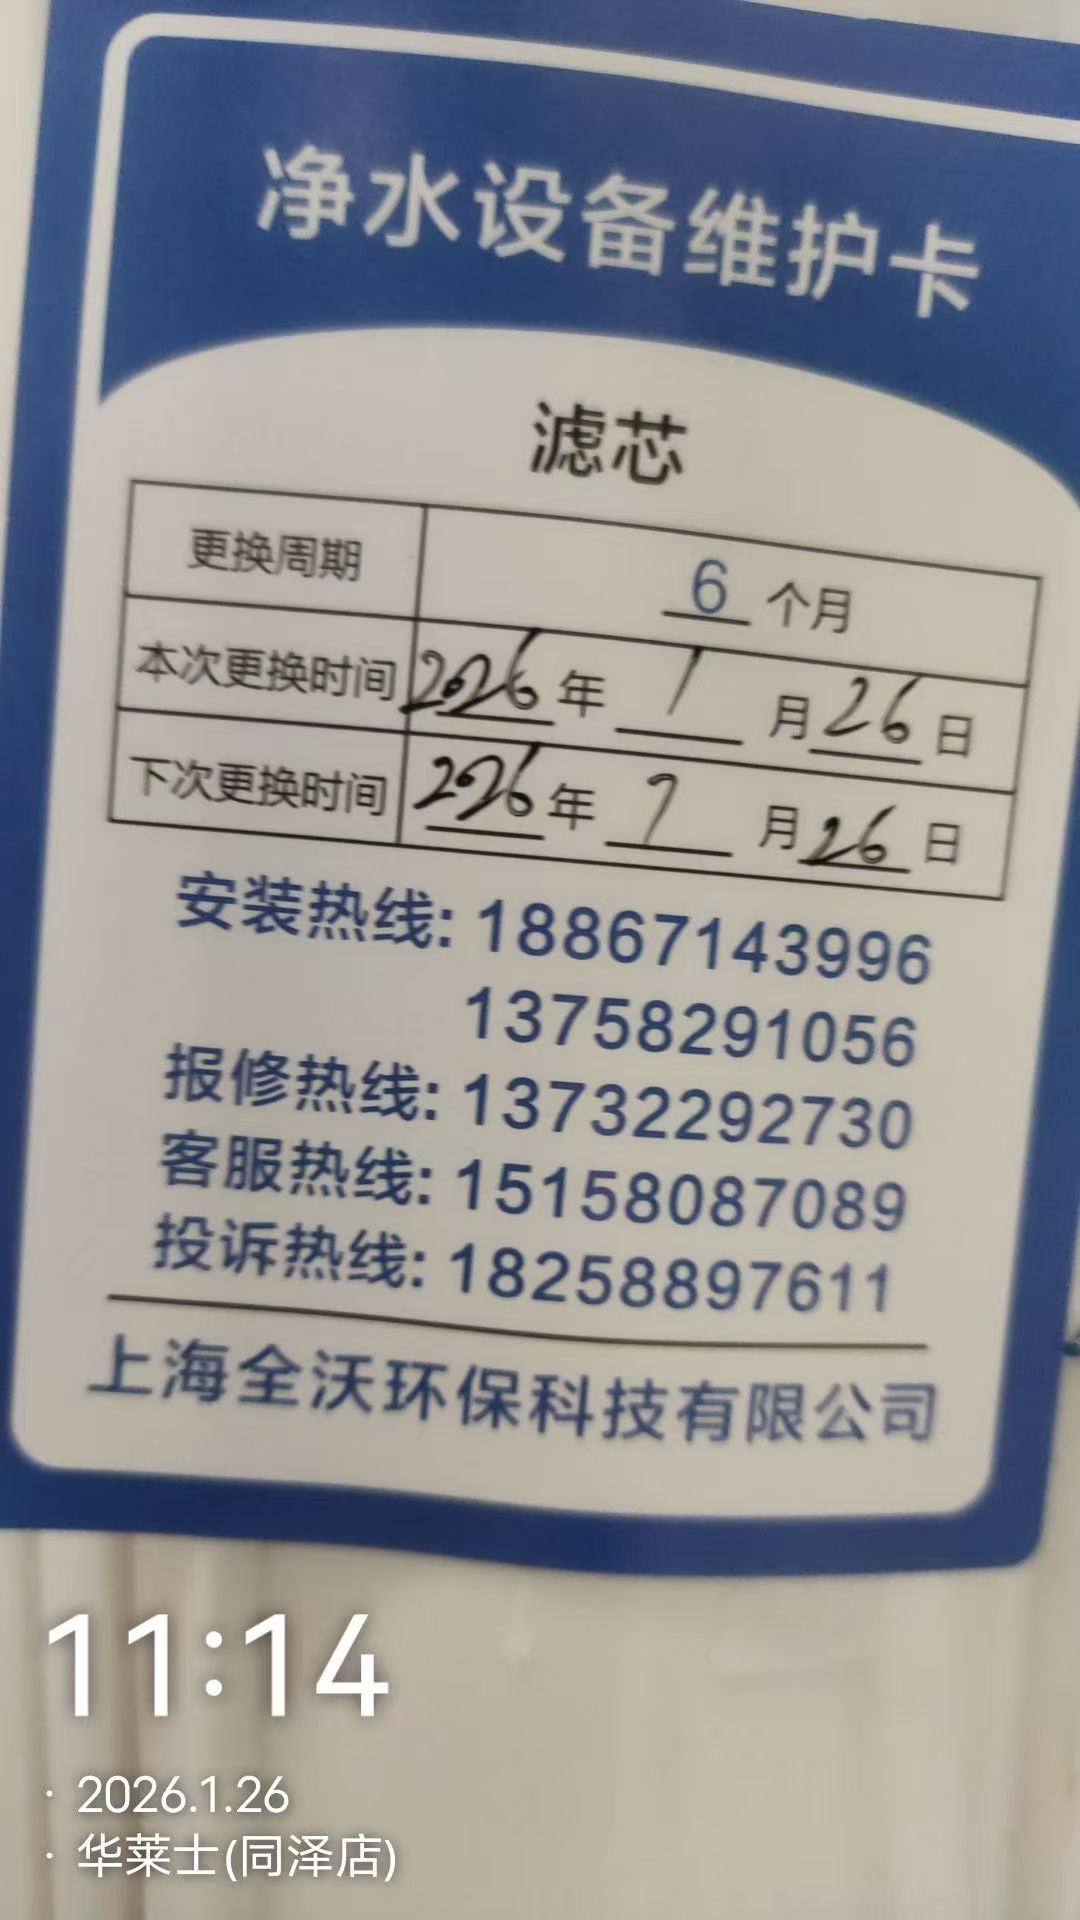 净水设备维护卡
滤芯
更换周期 6 个月
本次更换时间 2026 年 1 月 26 日
下次更换时间 2026 年 7 月 26 日
安装热线: 18867143996
13758291056
报修热线: 13732292730
客服热线: 15158087089
投诉热线: 18258897611
上海全沃环保科技有限公司
11:14
· 2026.1.26
· 华莱士(同泽店)